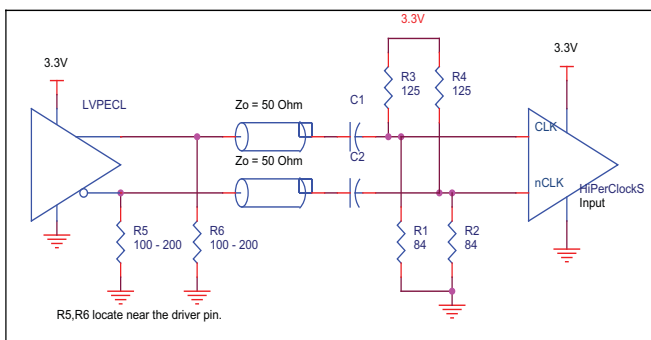 3.3V
3.3V
3.3V
LVPECL
R3
125
R4
125
Zo = 50 Ohm
C1
CLK
Zo = 50 Ohm
C2
nCLK
HiPerClockS
Input
R5
100 - 200
R6
100 - 200
R1
84
R2
84
R5,R6 locate near the driver pin.